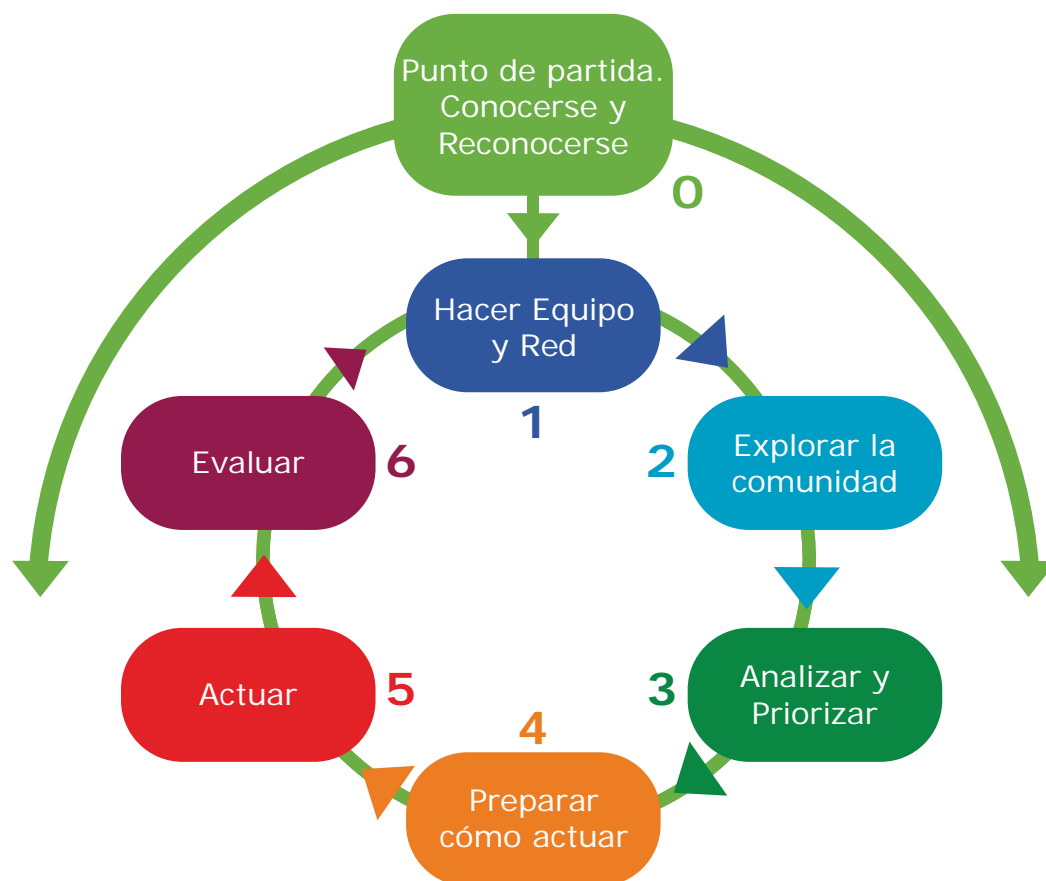 Punto de partida.
Conocerse y
Reconocerse
0
Hacer Equipo
y Red
1
2
Explorar la
comunidad
3
Analizar y
Priorizar
4
Preparar
cómo actuar
Actuar
5
Evaluar
6